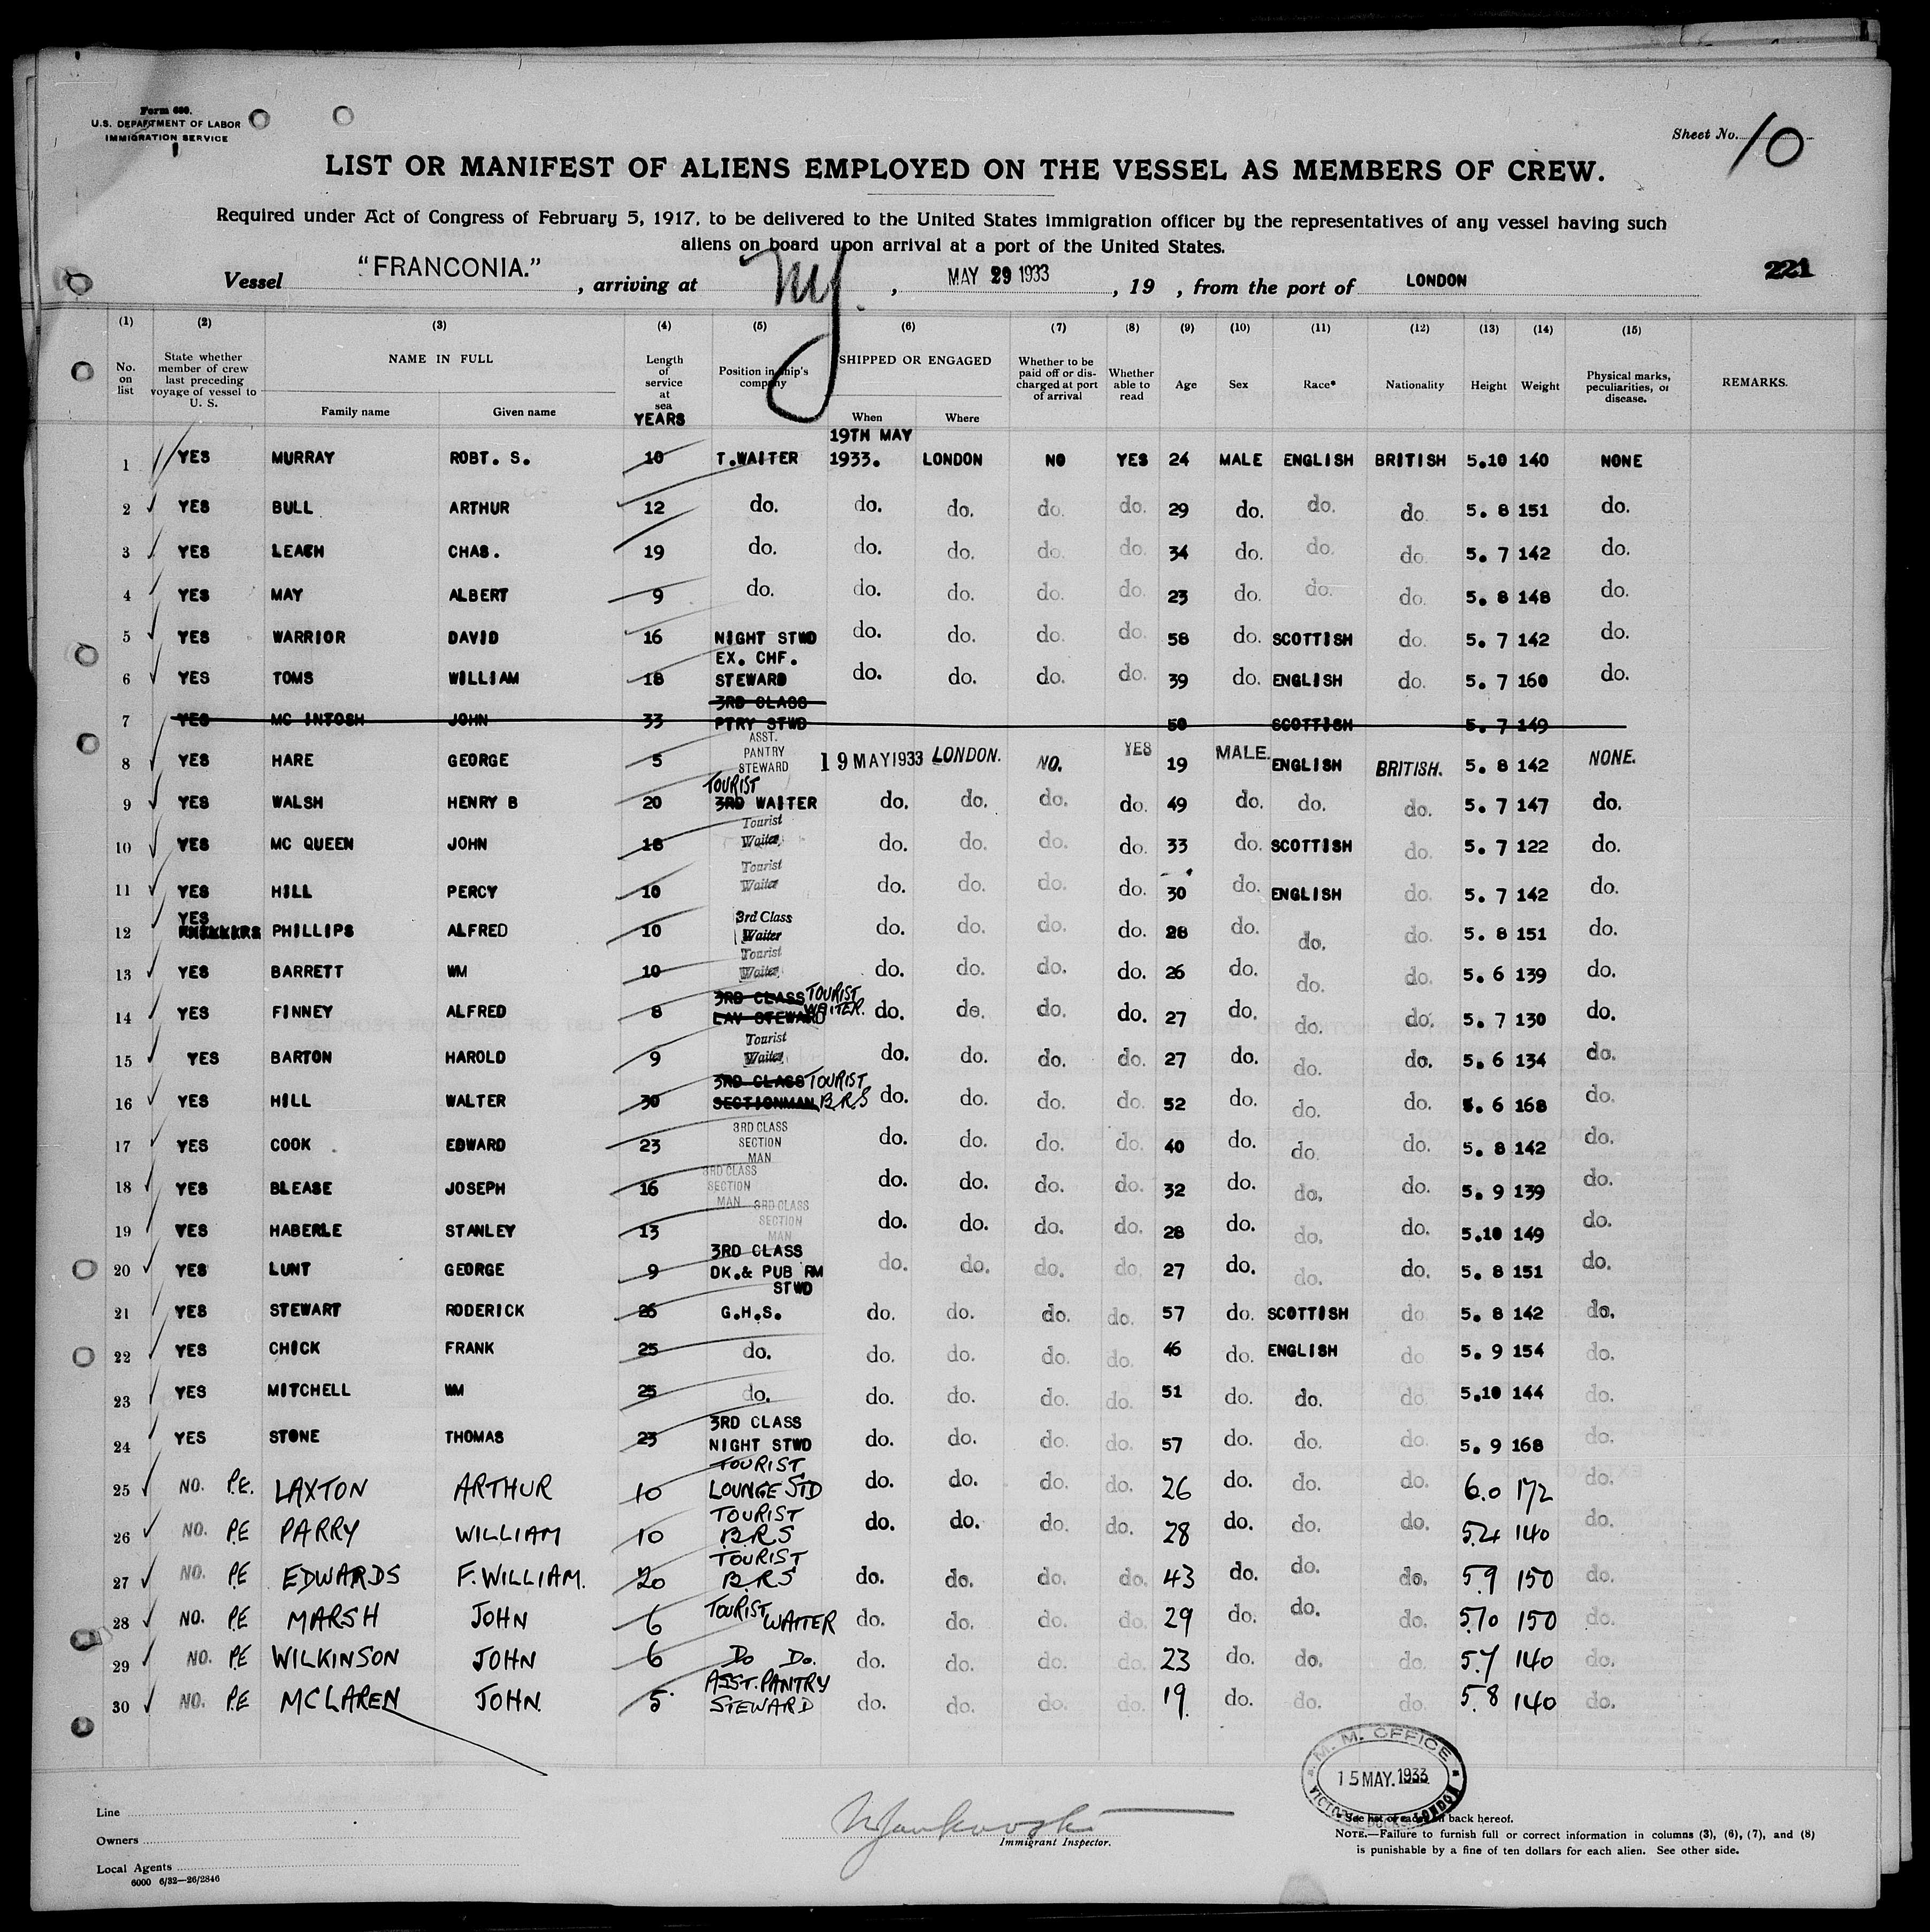 Form 680.
U.S. DEPARTMENT OF LABOR
IMMIGRATION SERVICE
Sheet No. 10
LIST OR MANIFEST OF ALIENS EMPLOYED ON THE VESSEL AS MEMBERS OF CREW.
Required under Act of Congress of February 5, 1917, to be delivered to the United States immigration officer by the representatives of any vessel having such
aliens on board upon arrival at a port of the United States.
221
Vessel "FRANCONIA." , arriving at NY. , MAY 29 1933 , 19 , from the port of LONDON
(1) (2) (3) (4) (5) (6) (7) (8) (9) (10) (11) (12) (13) (14) (15)
No. on list State whether member of crew last preceding voyage of vessel to U. S. NAME IN FULL Family name Given name Length of service at sea YEARS Position in ship's company SHIPPED OR ENGAGED When Where Whether to be paid off or discharged at port of arrival Whether able to read Age Sex Race* Nationality Height Weight Physical marks, peculiarities, or disease. REMARKS.
1 YES MURRAY ROBT. S. 10 T.WAITER 19TH MAY 1933. LONDON NO YES 24 MALE ENGLISH BRITISH 5.10 140 NONE
2 YES BULL ARTHUR 12 do. do. do. do. do. 29 do. do. do. 5. 8 151 do.
3 YES LEACH CHAS. 19 do. do. do. do. do. 34 do. do. do. 5. 7 142 do.
4 YES MAY ALBERT 9 do. do. do. do. do. 23 do. do. do. 5. 8 148 do.
5 YES WARRIOR DAVID 16 NIGHT STWD do. do. do. do. 58 do. SCOTTISH do. 5. 7 142 do.
6 YES TOMS WILLIAM 18 EX. CHF. STEWARD do. do. do. do. 39 do. ENGLISH do. 5. 7 160 do.
7 YES MC INTOSH JOHN 33 3RD CLASS PTRY STWD 50 SCOTTISH 5. 7 149
8 YES HARE GEORGE 5 ASST. PANTRY STEWARD 19 MAY 1933 LONDON. NO. YES 19 MALE. ENGLISH BRITISH. 5. 8 142 NONE.
9 YES WALSH HENRY B 20 TOURIST 3RD WAITER do. do. do. do. 49 do. do. do. 5. 7 147 do.
10 YES MC QUEEN JOHN 18 Tourist Waiter do. do. do. do. 33 do. SCOTTISH do. 5. 7 122 do.
11 YES HILL PERCY 10 Tourist Waiter do. do. do. do. 30 do. ENGLISH do. 5. 7 142 do.
12 YES PHILLIPS ALFRED 10 3rd Class Waiter do. do. do. do. 28 do. do. do. 5. 8 151 do.
13 YES BARRETT WM 10 Tourist Waiter do. do. do. do. 26 do. do. do. 5. 6 139 do.
14 YES FINNEY ALFRED 8 3RD CLASS LAV STEWARD TOURIST WAITER. do. do. do. do. 27 do. do. do. 5. 7 130 do.
15 YES BARTON HAROLD 9 Tourist Waiter do. do. do. do. 27 do. do. do. 5. 6 134 do.
16 YES HILL WALTER 30 3RD CLASS SECTIONMAN TOURIST B.R.S do. do. do. do. 52 do. do. do. 5. 6 168 do.
17 YES COOK EDWARD 23 3RD CLASS SECTION MAN do. do. do. do. 40 do. do. do. 5. 8 142 do.
18 YES BLEASE JOSEPH 16 3RD CLASS SECTION MAN do. do. do. do. 32 do. do. do. 5. 9 139 do.
19 YES HABERLE STANLEY 13 3RD CLASS SECTION MAN do. do. do. do. 28 do. do. do. 5.10 149 do.
20 YES LUNT GEORGE 9 3RD CLASS DK.& PUB RM STWD do. do. do. do. 27 do. do. do. 5. 8 151 do.
21 YES STEWART RODERICK 26 G.H.S. do. do. do. do. 57 do. SCOTTISH do 5. 8 142 do.
22 YES CHICK FRANK 25 do. do. do. do. do. 46 do. ENGLISH do 5. 9 154 do.
23 YES MITCHELL WM 25 do. do. do. do. do. 51 do. do. do. 5.10 144 do.
24 YES STONE THOMAS 23 3RD CLASS NIGHT STWD do. do. do. do. 57 do. do. do. 5. 9 168 do.
25 NO. P.E. LAXTON ARTHUR 10 TOURIST LOUNGE STD do. do. do. do. 26 do. do. do. 6.0 172 do.
26 NO. P.E PARRY WILLIAM 10 TOURIST B.R.S do. do. do. do. 28 do. do. do. 5.4 140 do.
27 NO. P.E EDWARDS F. WILLIAM. 20 TOURIST B.R.S do. do. do. do. 43 do. do. do. 5.9 150 do.
28 NO. P.E MARSH JOHN 6 TOURIST WAITER do. do. do. do. 29 do. do. do. 5.10 150 do.
29 NO. P.E WILKINSON JOHN 6 Do Do. do. do. do. do. 23 do. do. do. 5.7 140 do.
30 NO. P.E MCLAREN JOHN. 5 ASST. PANTRY STEWARD do. do. do. do. 19. do. do. do. 5.8 140 do.
M. M. OFFICE
15 MAY. 1933
LONDON
Line
Owners
Local Agents
6000 6/32—26/2846
Immigrant Inspector.
* See list of races on back hereof.
NOTE.—Failure to furnish full or correct information in columns (3), (6), (7), and (8)
is punishable by a fine of ten dollars for each alien. See other side.